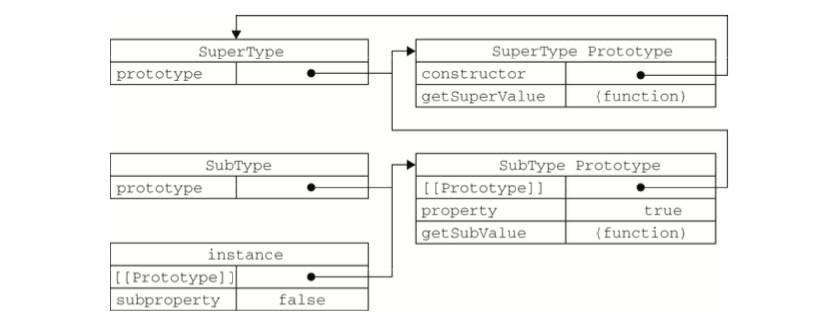 SuperType
prototype
SuperType Prototype
constructor
getSuperValue (function)
SubType
prototype
SubType Prototype
[[Prototype]]
property true
getSubValue (function)
instance
[[Prototype]]
subproperty false